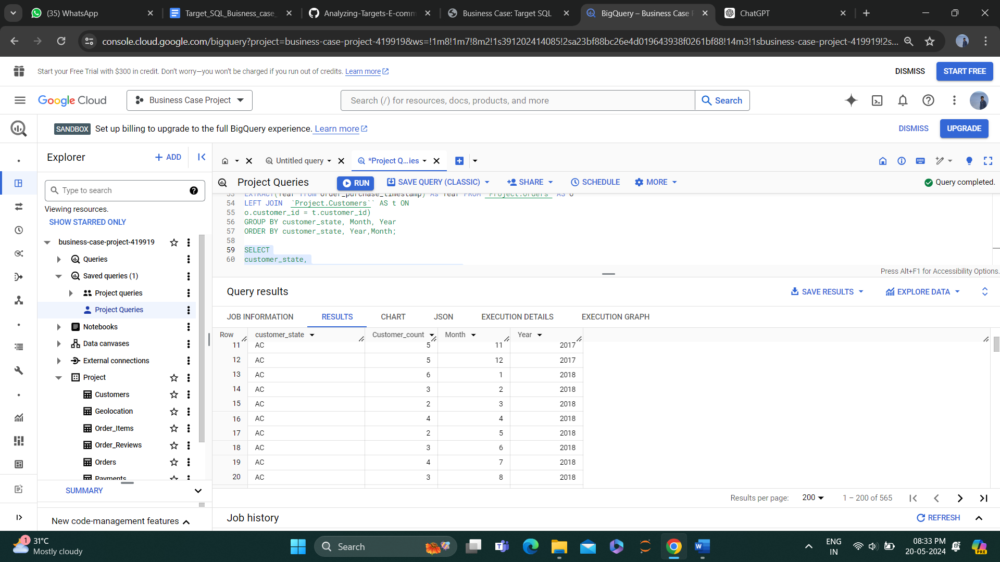 (35) WhatsApp
Target_SQL_Buisness_case_
Analyzing-Targets-E-comm
Business Case: Target SQL
BigQuery – Business Case P
ChatGPT
console.cloud.google.com/bigquery?project=business-case-project-419919&ws=!1m8!1m7!8m2!1s391202414085!2sa23bf88bc26e4d019643938f0261bf88!14m3!1sbusiness-case-project-419919!2s...
Start your Free Trial with $300 in credit. Don’t worry—you won’t be charged if you run out of credits. Learn more
DISMISS
START FREE
Google Cloud
Business Case Project
Search (/) for resources, docs, products, and more
Search
SANDBOX Set up billing to upgrade to the full BigQuery experience. Learn more
DISMISS
UPGRADE
Explorer
+ ADD
Untitled query
*Project Q...ies
Type to search
Project Queries
RUN
SAVE QUERY (CLASSIC)
SHARE
SCHEDULE
MORE
Query completed.
Viewing resources.
SHOW STARRED ONLY
business-case-project-419919
Queries
Saved queries (1)
Project queries
Project Queries
Notebooks
Data canvases
External connections
Project
Customers
Geolocation
Order_Items
Order_Reviews
Orders
Payments
SUMMARY
New code-management features
53 EXTRACT(Year from order_purchase_timestamp) As Year FROM `Project.Orders` AS o
54 LEFT JOIN `Project.Customers`` AS t ON
55 o.customer_id = t.customer_id)
56 GROUP BY customer_state, Month, Year
57 ORDER BY customer_state, Year,Month;
58
59 SELECT
60 customer_state,
Press Alt+F1 for Accessibility Options.
Query results
SAVE RESULTS
EXPLORE DATA
JOB INFORMATION
RESULTS
CHART
JSON
EXECUTION DETAILS
EXECUTION GRAPH
Row customer_state Customer_count Month Year
11 AC 5 11 2017
12 AC 5 12 2017
13 AC 6 1 2018
14 AC 3 2 2018
15 AC 2 3 2018
16 AC 4 4 2018
17 AC 2 5 2018
18 AC 3 6 2018
19 AC 4 7 2018
20 AC 3 8 2018
Results per page: 200 1 – 200 of 565
Job history
REFRESH
1
31°C
Mostly cloudy
Search
ENG
IN
08:33 PM
20-05-2024
PRE